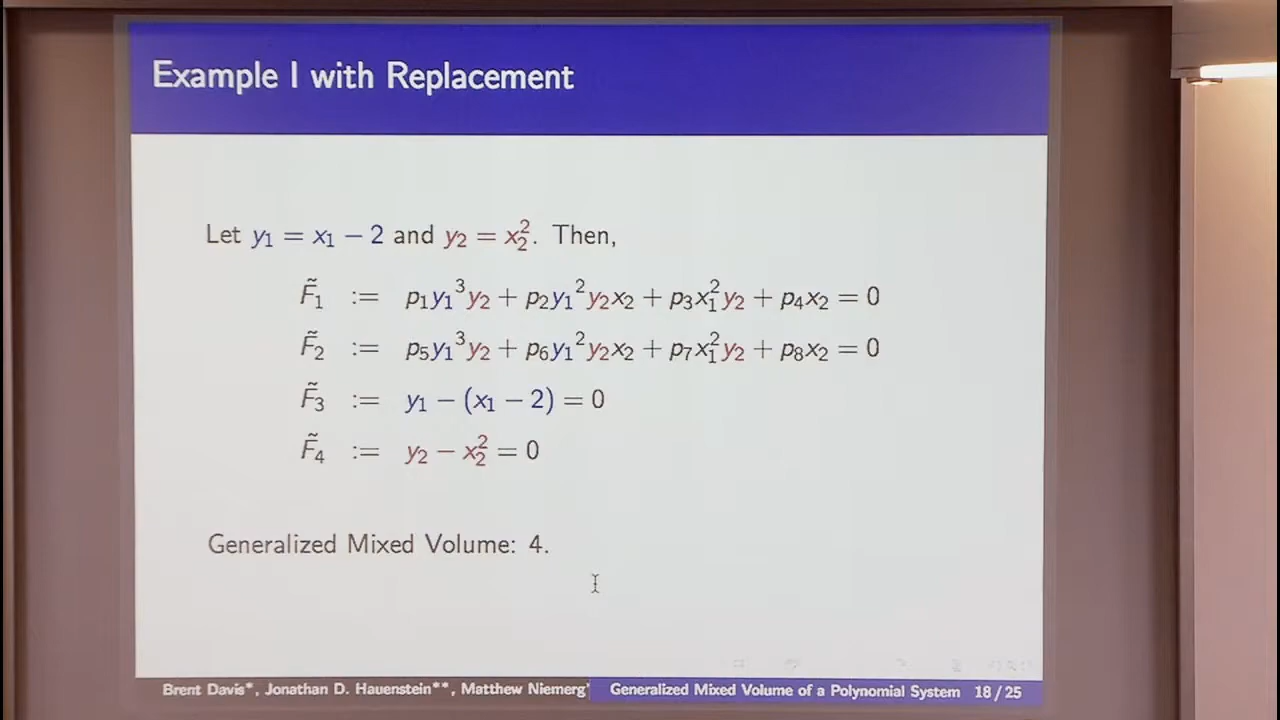 Example I with Replacement
Let y₁ = x₁ − 2 and y₂ = x₂². Then,
F̃₁ := p₁y₁³y₂ + p₂y₁²y₂x₂ + p₃x₁²y₂ + p₄x₂ = 0
F̃₂ := p₅y₁³y₂ + p₆y₁²y₂x₂ + p₇x₁²y₂ + p₈x₂ = 0
F̃₃ := y₁ − (x₁ − 2) = 0
F̃₄ := y₂ − x₂² = 0
Generalized Mixed Volume: 4.
Brent Davis*, Jonathan D. Hauenstein**, Matthew Niemerg Generalized Mixed Volume of a Polynomial System 18 / 25